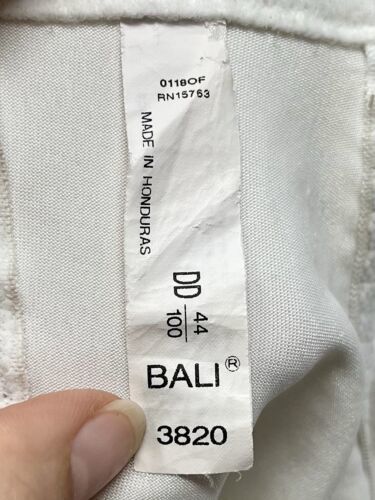 0118OF
RN15763
MADE IN HONDURAS
DD 44
100
BALI®
3820